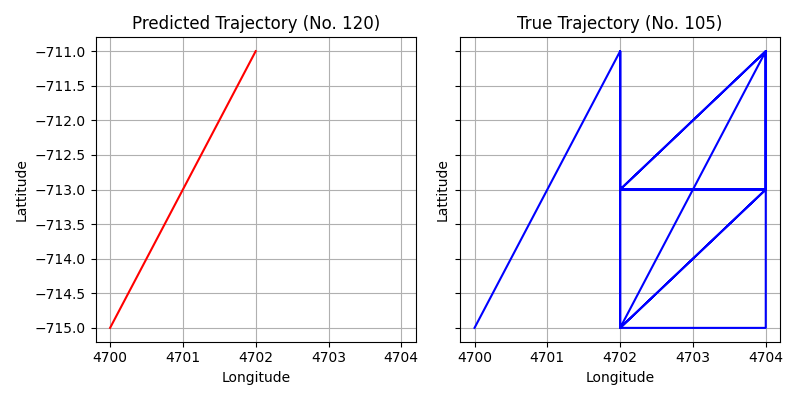 Predicted Trajectory (No. 120)
True Trajectory (No. 105)
−711.0
−711.5
−712.0
−712.5
−713.0
−713.5
−714.0
−714.5
−715.0
Lattitude
Lattitude
4700 4701 4702 4703 4704
4700 4701 4702 4703 4704
Longitude
Longitude